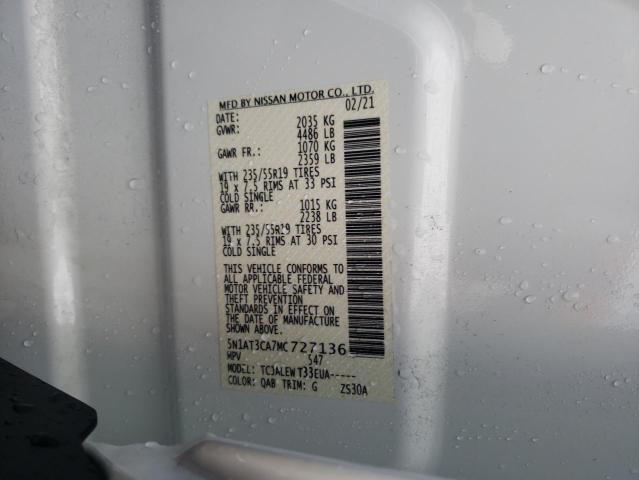 MFD BY NISSAN MOTOR CO., LTD.
DATE: 02/21
GVWR: 2035 KG
4486 LB
GAWR FR.: 1070 KG
2359 LB
WITH 235/55R19 TIRES
19 x 7.5 RIMS AT 33 PSI
COLD SINGLE
GAWR RR.: 1015 KG
2238 LB
WITH 235/55R19 TIRES
19 x 7.5 RIMS AT 30 PSI
COLD SINGLE
THIS VEHICLE CONFORMS TO
ALL APPLICABLE FEDERAL
MOTOR VEHICLE SAFETY AND
THEFT PREVENTION
STANDARDS IN EFFECT ON
THE DATE OF MANUFACTURE
SHOWN ABOVE.
5N1AT3CA7MC727136
MPV 547
MODEL: TCJALEWT33EUA-----
COLOR: QAB TRIM: G ZS30A